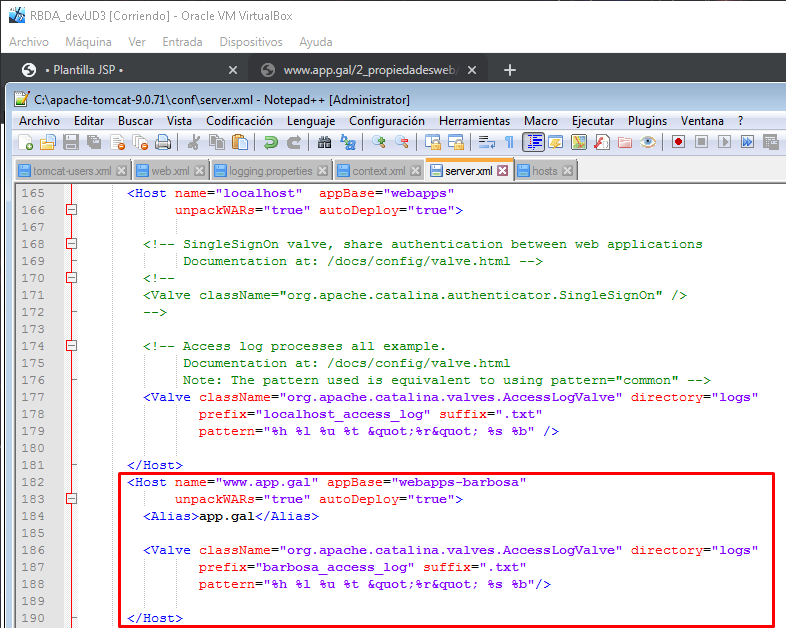 RBDA_devUD3 [Corriendo] - Oracle VM VirtualBox
Archivo Máquina Ver Entrada Dispositivos Ayuda
• Plantilla JSP • × www.app.gal/2_propiedadesweb/ × +
C:\apache-tomcat-9.0.71\conf\server.xml - Notepad++ [Administrator]
Archivo Editar Buscar Vista Codificación Lenguaje Configuración Herramientas Macro Ejecutar Plugins Ventana ?
tomcat-users.xml web.xml logging.properties context.xml server.xml hosts
165 <Host name="localhost"  appBase="webapps"
166 unpackWARs="true" autoDeploy="true">
167
168 <!-- SingleSignOn valve, share authentication between web applications
169 Documentation at: /docs/config/valve.html -->
170 <!--
171 <Valve className="org.apache.catalina.authenticator.SingleSignOn" />
172 -->
173
174 <!-- Access log processes all example.
175 Documentation at: /docs/config/valve.html
176 Note: The pattern used is equivalent to using pattern="common" -->
177 <Valve className="org.apache.catalina.valves.AccessLogValve" directory="logs"
178 prefix="localhost_access_log" suffix=".txt"
179 pattern="%h %l %u %t &quot;%r&quot; %s %b" />
180
181 </Host>
182 <Host name="www.app.gal" appBase="webapps-barbosa"
183 unpackWARs="true" autoDeploy="true">
184 <Alias>app.gal</Alias>
185
186 <Valve className="org.apache.catalina.valves.AccessLogValve" directory="logs"
187 prefix="barbosa_access_log" suffix=".txt"
188 pattern="%h %l %u %t &quot;%r&quot; %s %b"/>
189
190 </Host>